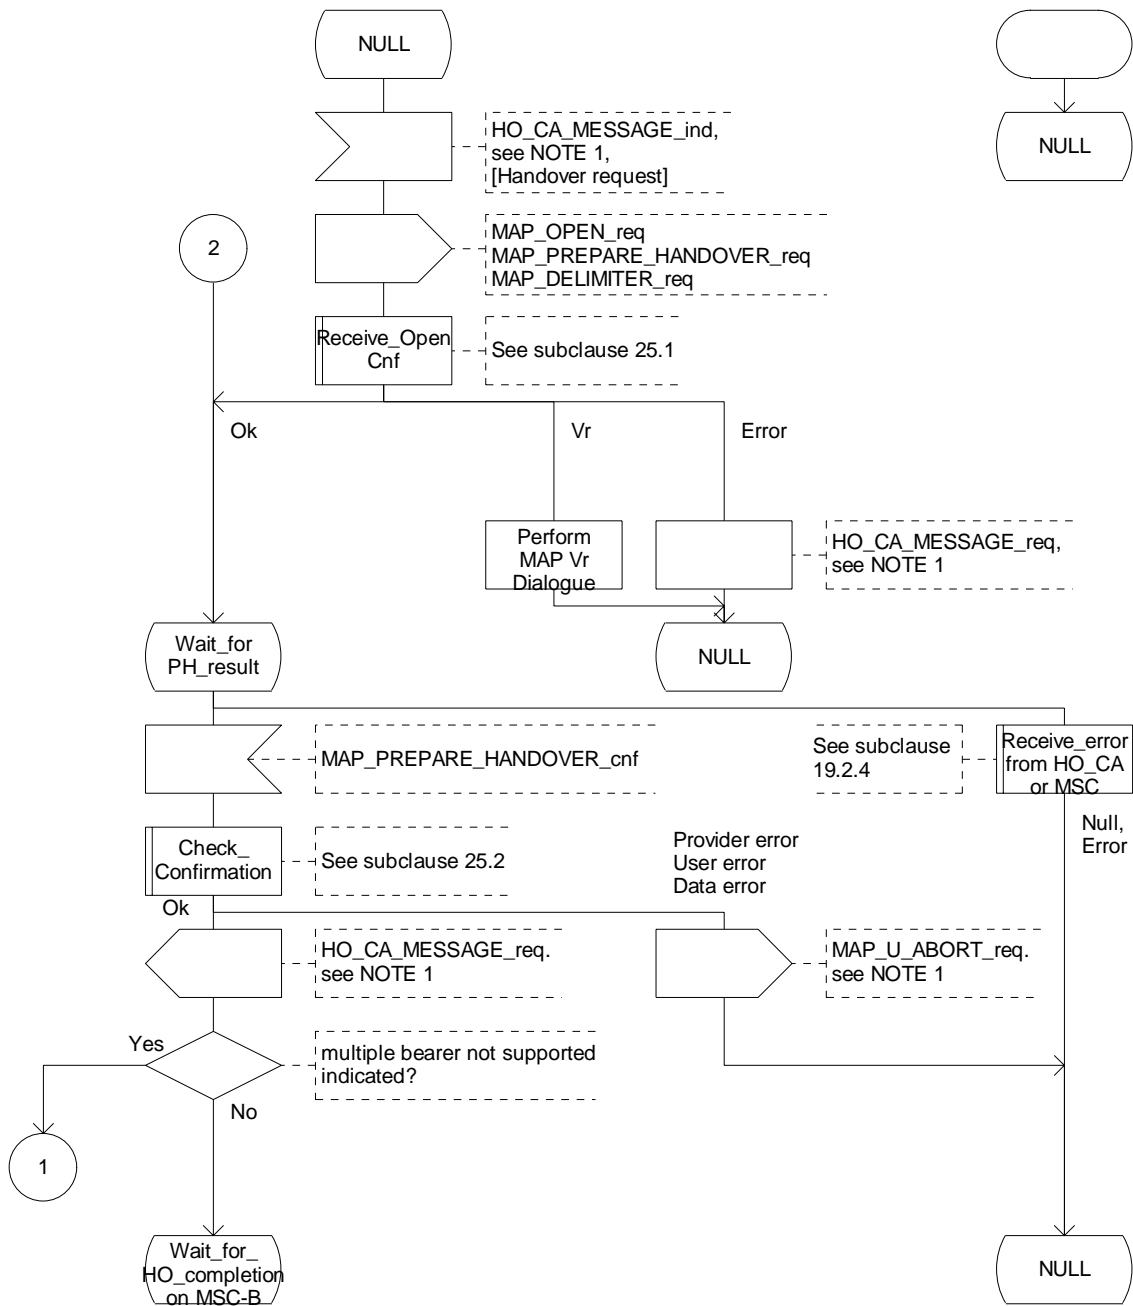 NULL
HO_CA_MESSAGE_ind,
see NOTE 1,
[Handover request]
NULL
2
MAP_OPEN_req
MAP_PREPARE_HANDOVER_req
MAP_DELIMITER_req
Receive_Open
Cnf
See subclause 25.1
Ok
Vr
Error
Perform
MAP Vr
Dialogue
HO_CA_MESSAGE_req,
see NOTE 1
Wait_for
PH_result
NULL
MAP_PREPARE_HANDOVER_cnf
See subclause
19.2.4
Receive_error
from HO_CA
or MSC
Null,
Error
Check_
Confirmation
See subclause 25.2
Provider error
User error
Data error
Ok
HO_CA_MESSAGE_req.
see NOTE 1
MAP_U_ABORT_req.
see NOTE 1
Yes
multiple bearer not supported
indicated?
No
1
Wait_for_
HO_completion
on MSC-B
NULL